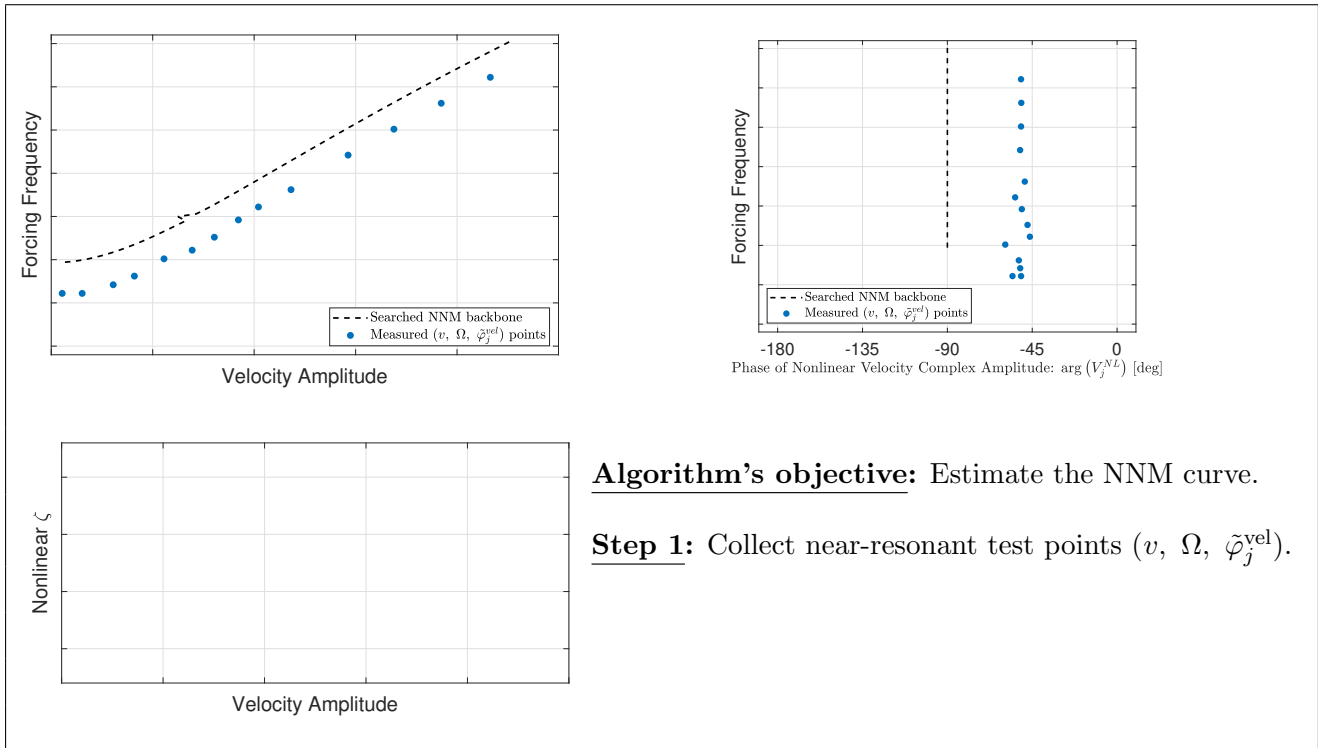 Forcing Frequency
Searched NNM backbone
Measured (v, Ω, φ̃_j^{vel}) points
Velocity Amplitude
Forcing Frequency
Searched NNM backbone
Measured (v, Ω, φ̃_j^{vel}) points
-180 -135 -90 -45 0
Phase of Nonlinear Velocity Complex Amplitude: arg (V_j^{NL}) [deg]
Nonlinear ζ
Velocity Amplitude
Algorithm's objective: Estimate the NNM curve.
Step 1: Collect near-resonant test points (v, Ω, φ̃_j^{vel}).